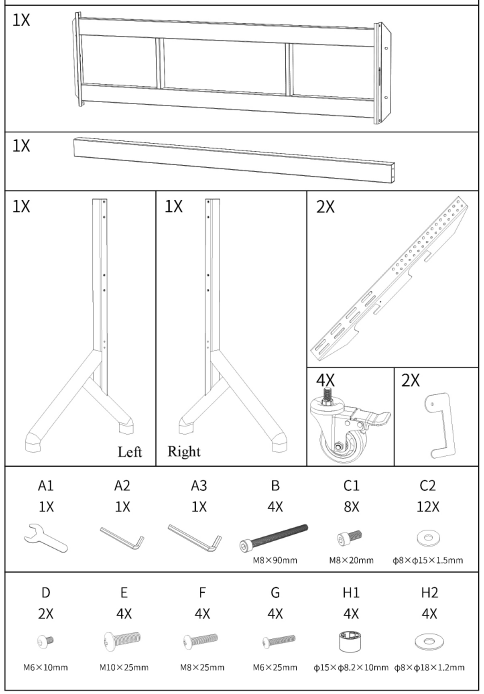 1X
1X
1X
1X
2X
Left
Right
4X
2X
A1 A2 A3 B C1 C2
1X 1X 1X 4X 8X 12X
M8×90mm M8×20mm φ8×φ15×1.5mm
D E F G H1 H2
2X 4X 4X 4X 4X 4X
M6×10mm M10×25mm M8×25mm M6×25mm φ15×φ8.2×10mm φ8×φ18×1.2mm